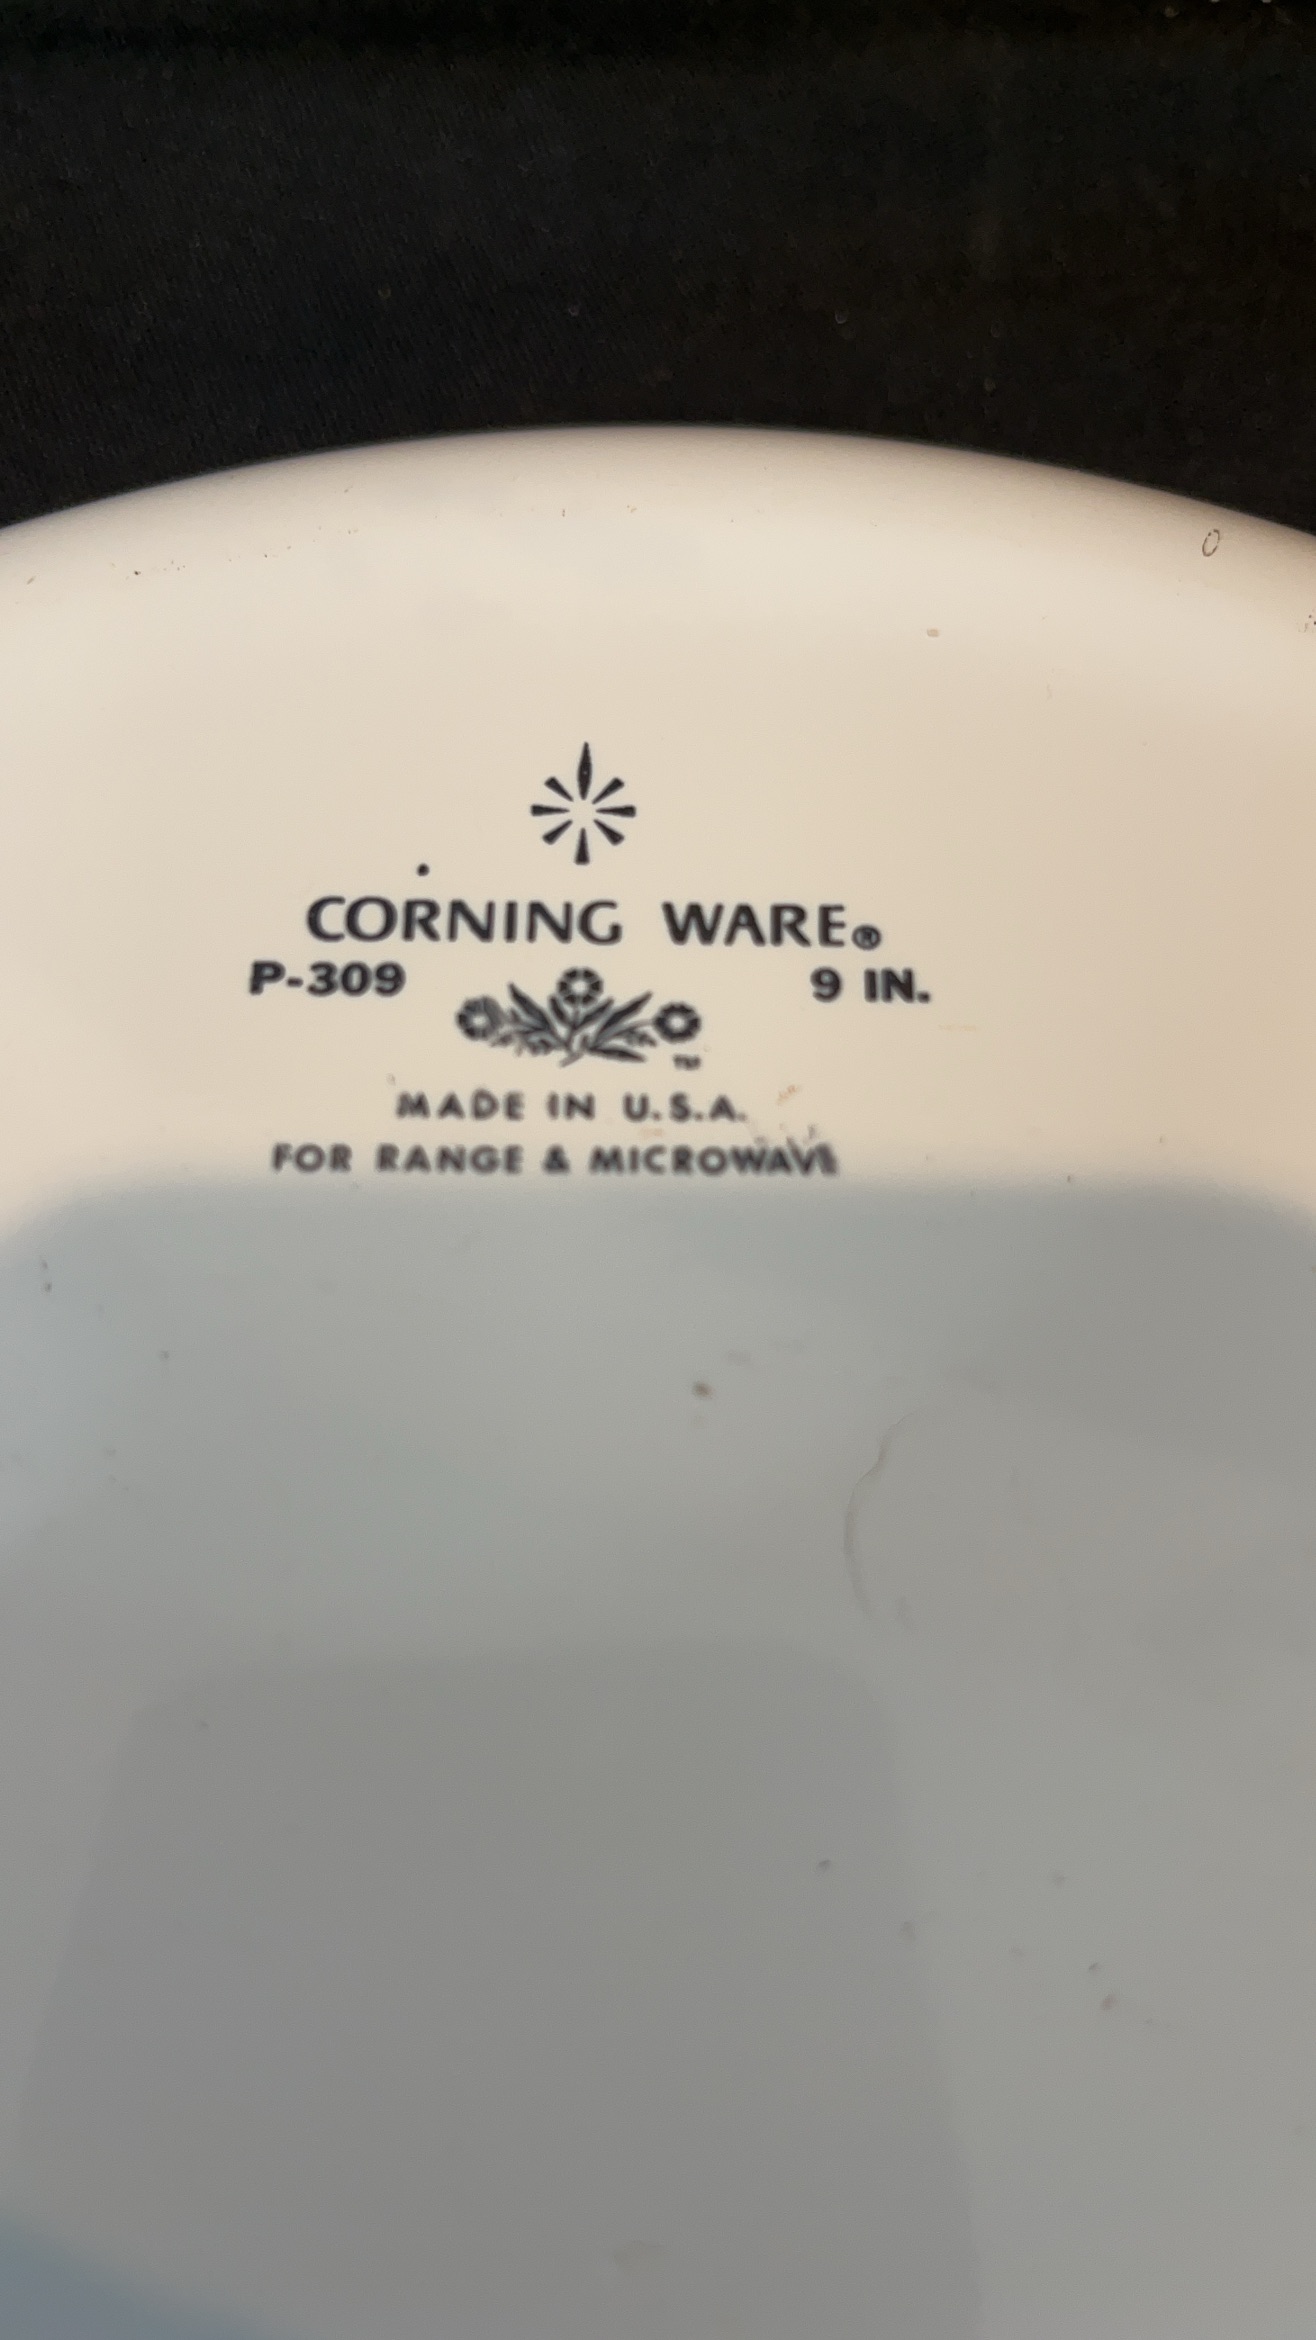 CORNING WARE®
P-309 9 IN.
TM
MADE IN U.S.A.
FOR RANGE & MICROWAVE